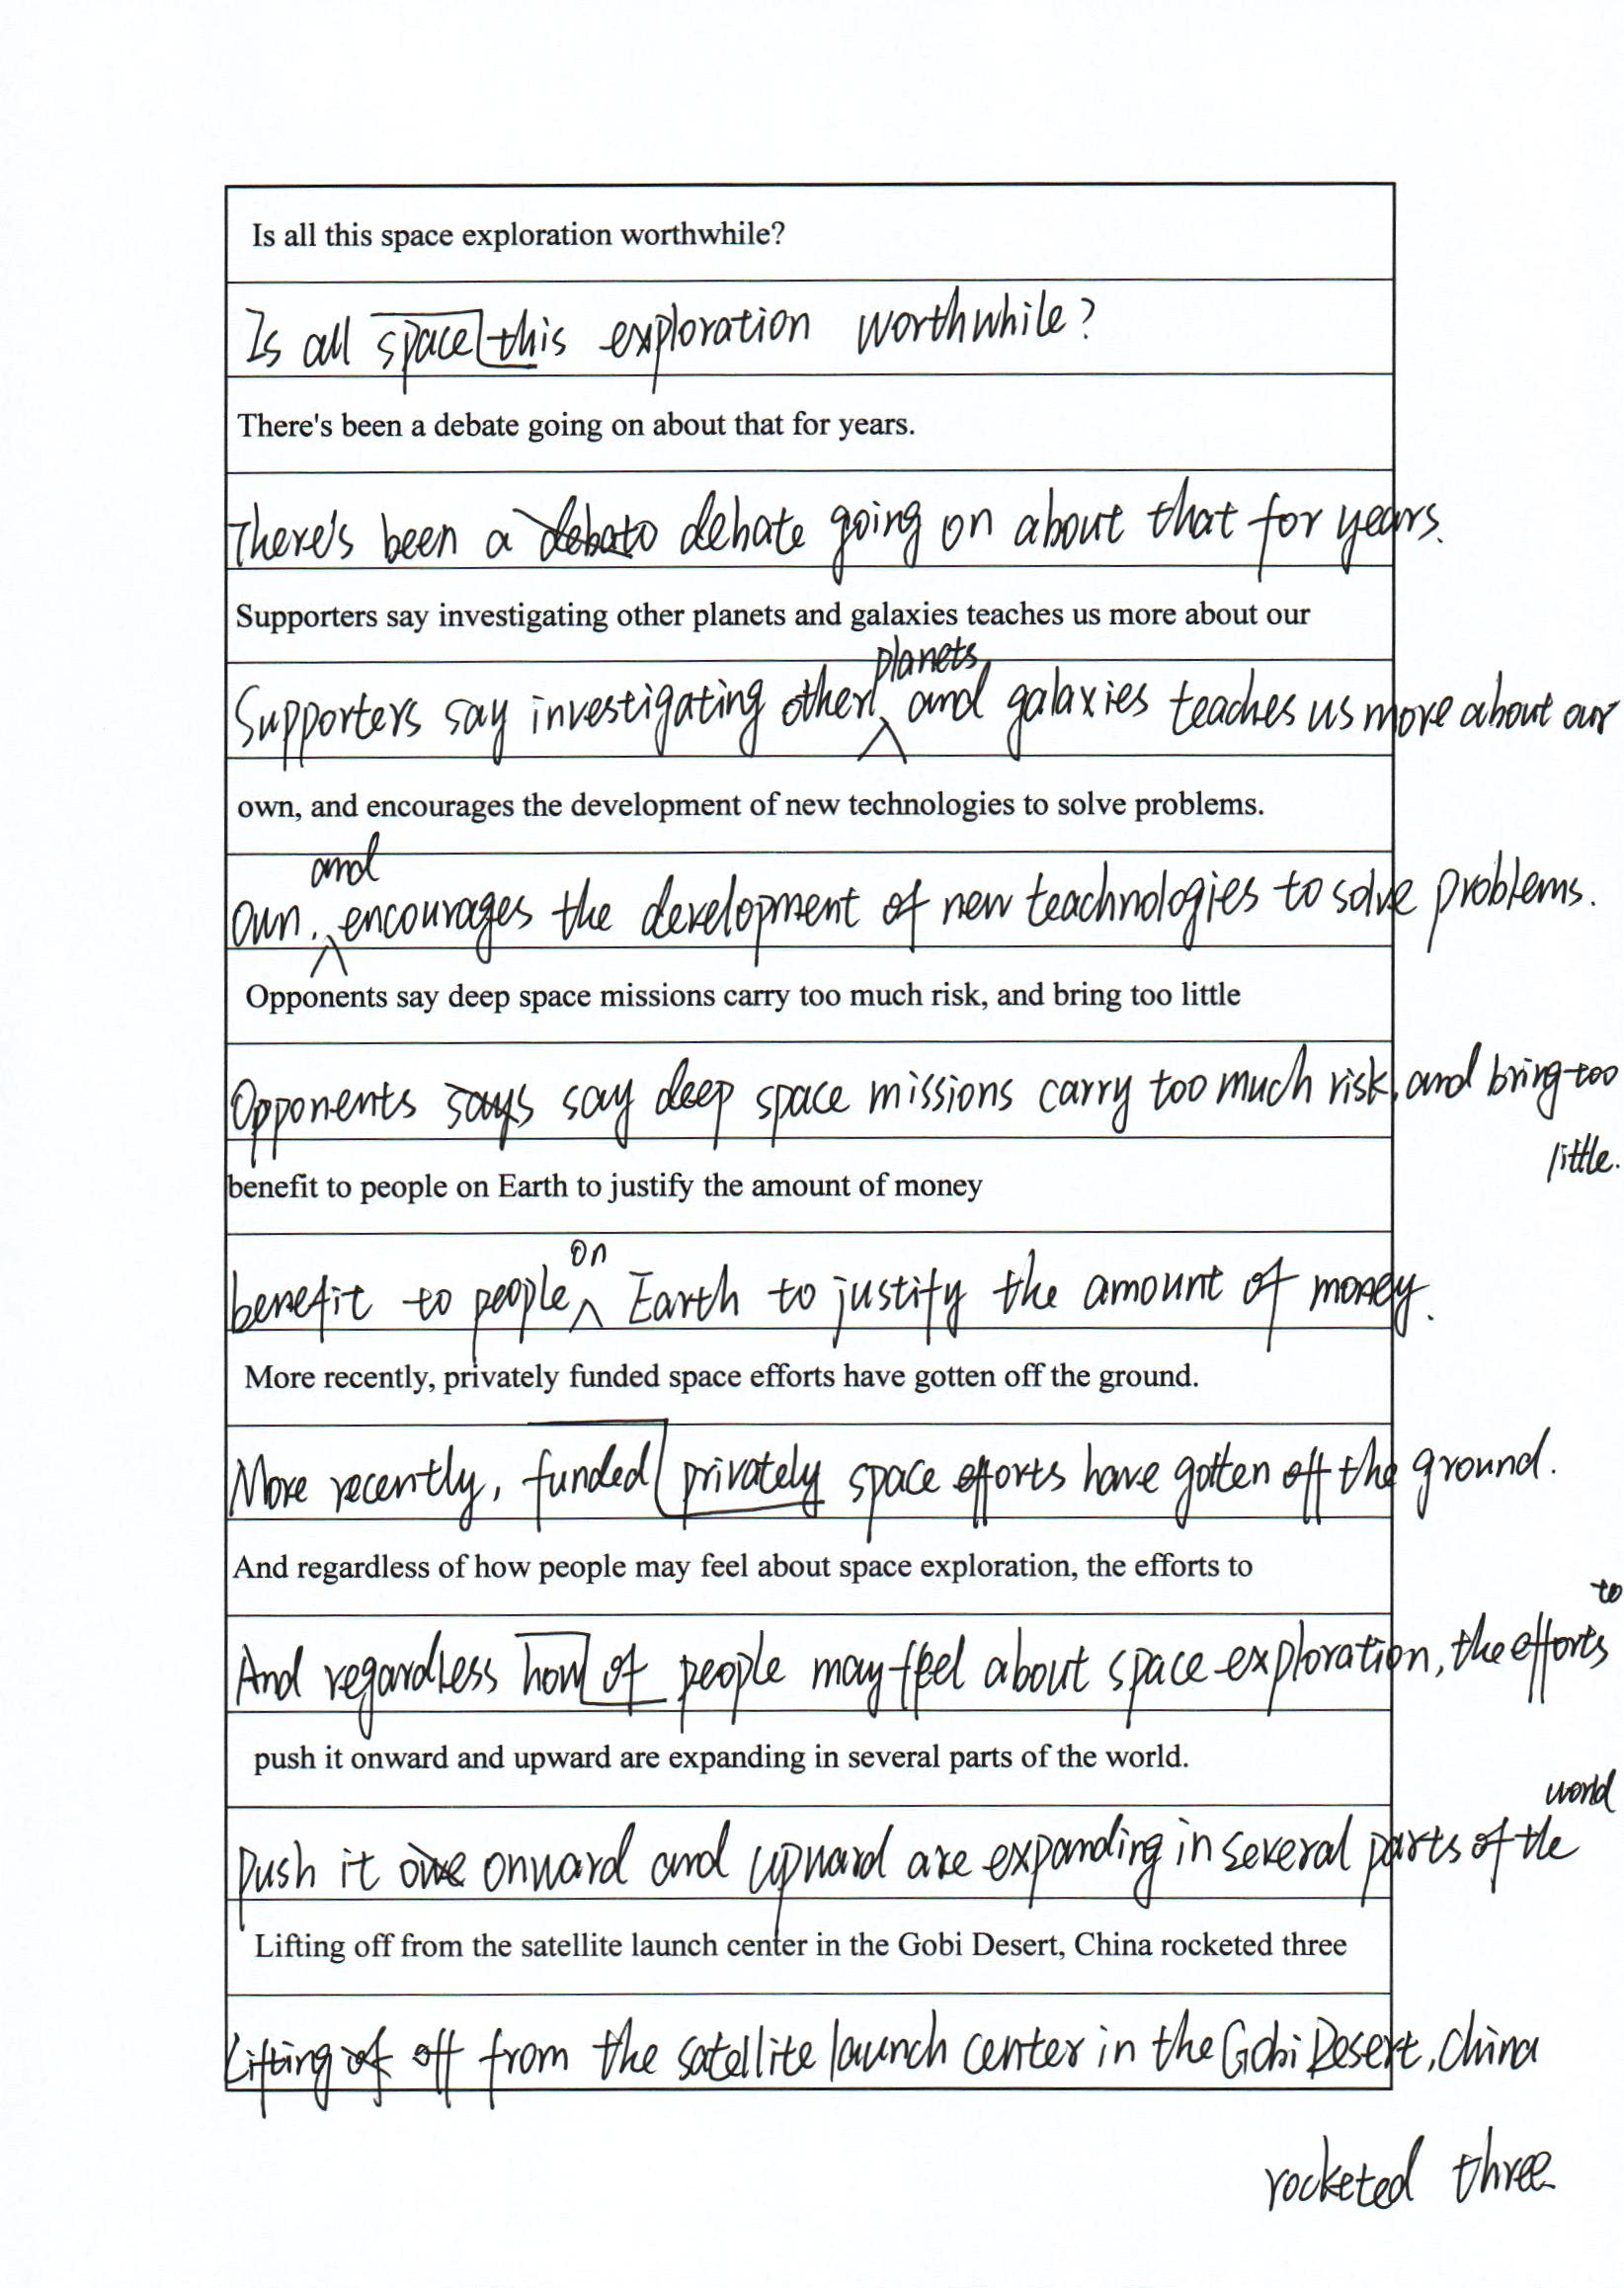 Is all this space exploration worthwhile?
Is all space this exploration worthwhile?
There's been a debate going on about that for years.
There's been a debate going on about that for years.
Supporters say investigating other planets and galaxies teaches us more about our
Supporters say investigating other planets and galaxies teaches us more about our
own, and encourages the development of new technologies to solve problems.
own, and encourages the development of new teachnologies to solve problems.
Opponents say deep space missions carry too much risk, and bring too little
Opponents say deep space missions carry too much risk, and bring too
little.
benefit to people on Earth to justify the amount of money
benefit to people on Earth to justify the amount of money.
More recently, privately funded space efforts have gotten off the ground.
More recently, funded privately space efforts have gotten off the ground.
And regardless of how people may feel about space exploration, the efforts to
And regardless how of people may feel about space exploration, the efforts to
push it onward and upward are expanding in several parts of the world.
push it onward and upward are expanding in several parts of the world
Lifting off from the satellite launch center in the Gobi Desert, China rocketed three
Lifting off from the satellite launch center in the Gobi Desert, China
rocketed three